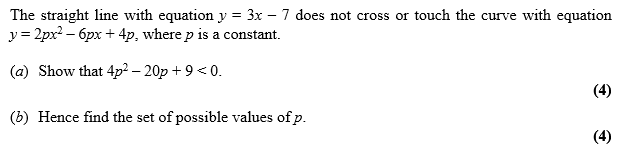 The straight line with equation y = 3x – 7 does not cross or touch the curve with equation
y = 2px² – 6px + 4p, where p is a constant.
(a) Show that 4p² – 20p + 9 < 0.
(4)
(b) Hence find the set of possible values of p.
(4)